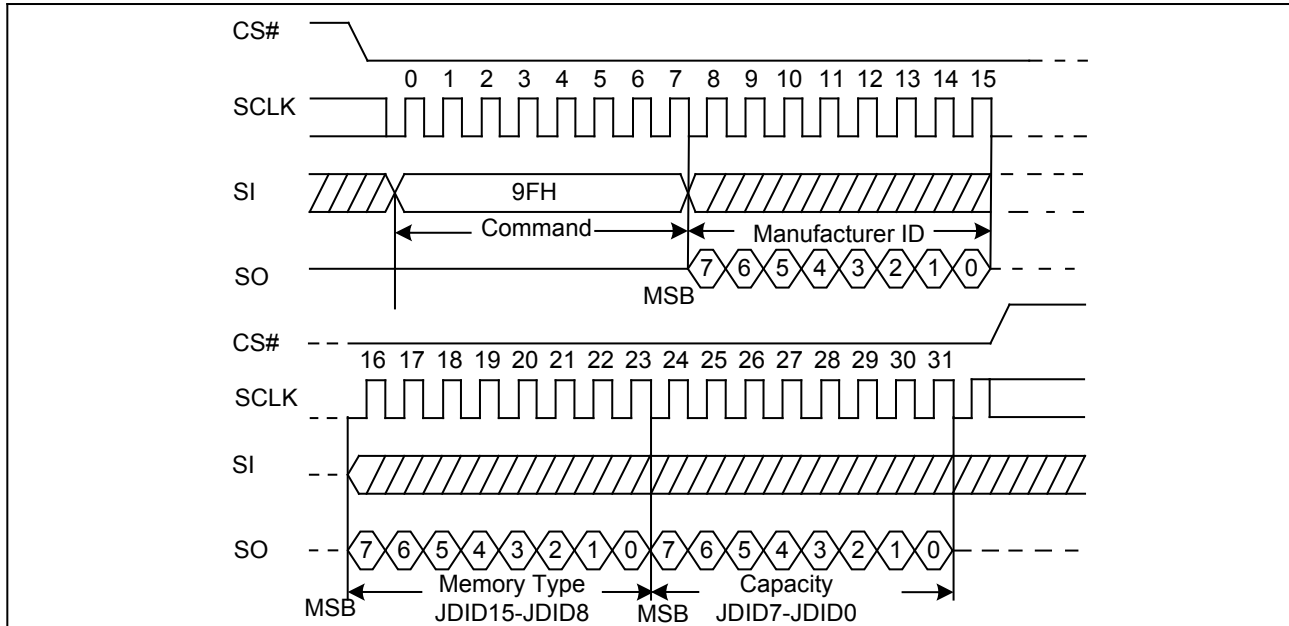 CS#
0 1 2 3 4 5 6 7 8 9 10 11 12 13 14 15
SCLK
SI
9FH
Command
Manufacturer ID
SO
7 6 5 4 3 2 1 0
MSB
CS#
16 17 18 19 20 21 22 23 24 25 26 27 28 29 30 31
SCLK
SI
SO
7 6 5 4 3 2 1 0 7 6 5 4 3 2 1 0
Memory Type Capacity
MSB JDID15-JDID8 MSB JDID7-JDID0